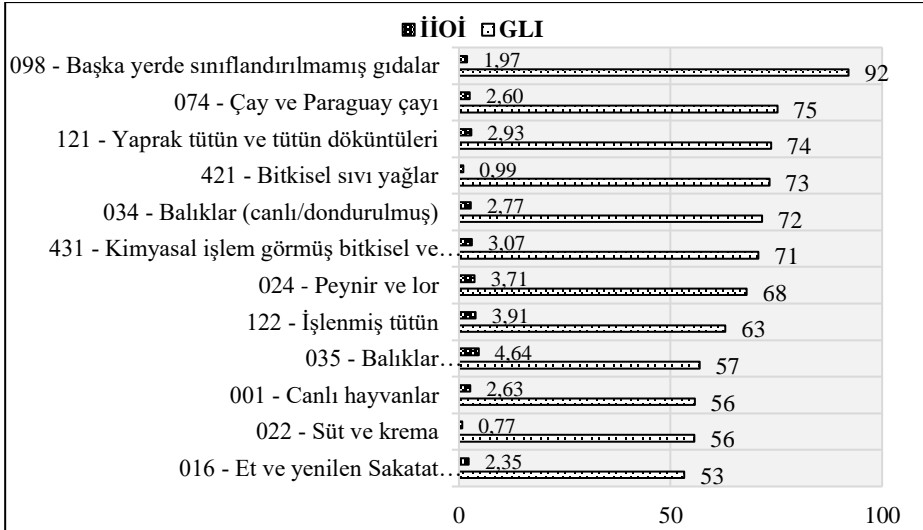 İİOİ GLI
098 - Başka yerde sınıflandırılmamış gıdalar 1,97 92
074 - Çay ve Paraguay çayı 2,60 75
121 - Yaprak tütün ve tütün döküntüleri 2,93 74
421 - Bitkisel sıvı yağlar 0,99 73
034 - Balıklar (canlı/dondurulmuş) 2,77 72
431 - Kimyasal işlem görmüş bitkisel ve… 3,07 71
024 - Peynir ve lor 3,71 68
122 - İşlenmiş tütün 3,91 63
035 - Balıklar… 4,64 57
001 - Canlı hayvanlar 2,63 56
022 - Süt ve krema 0,77 56
016 - Et ve yenilen Sakatat… 2,35 53
0 50 100